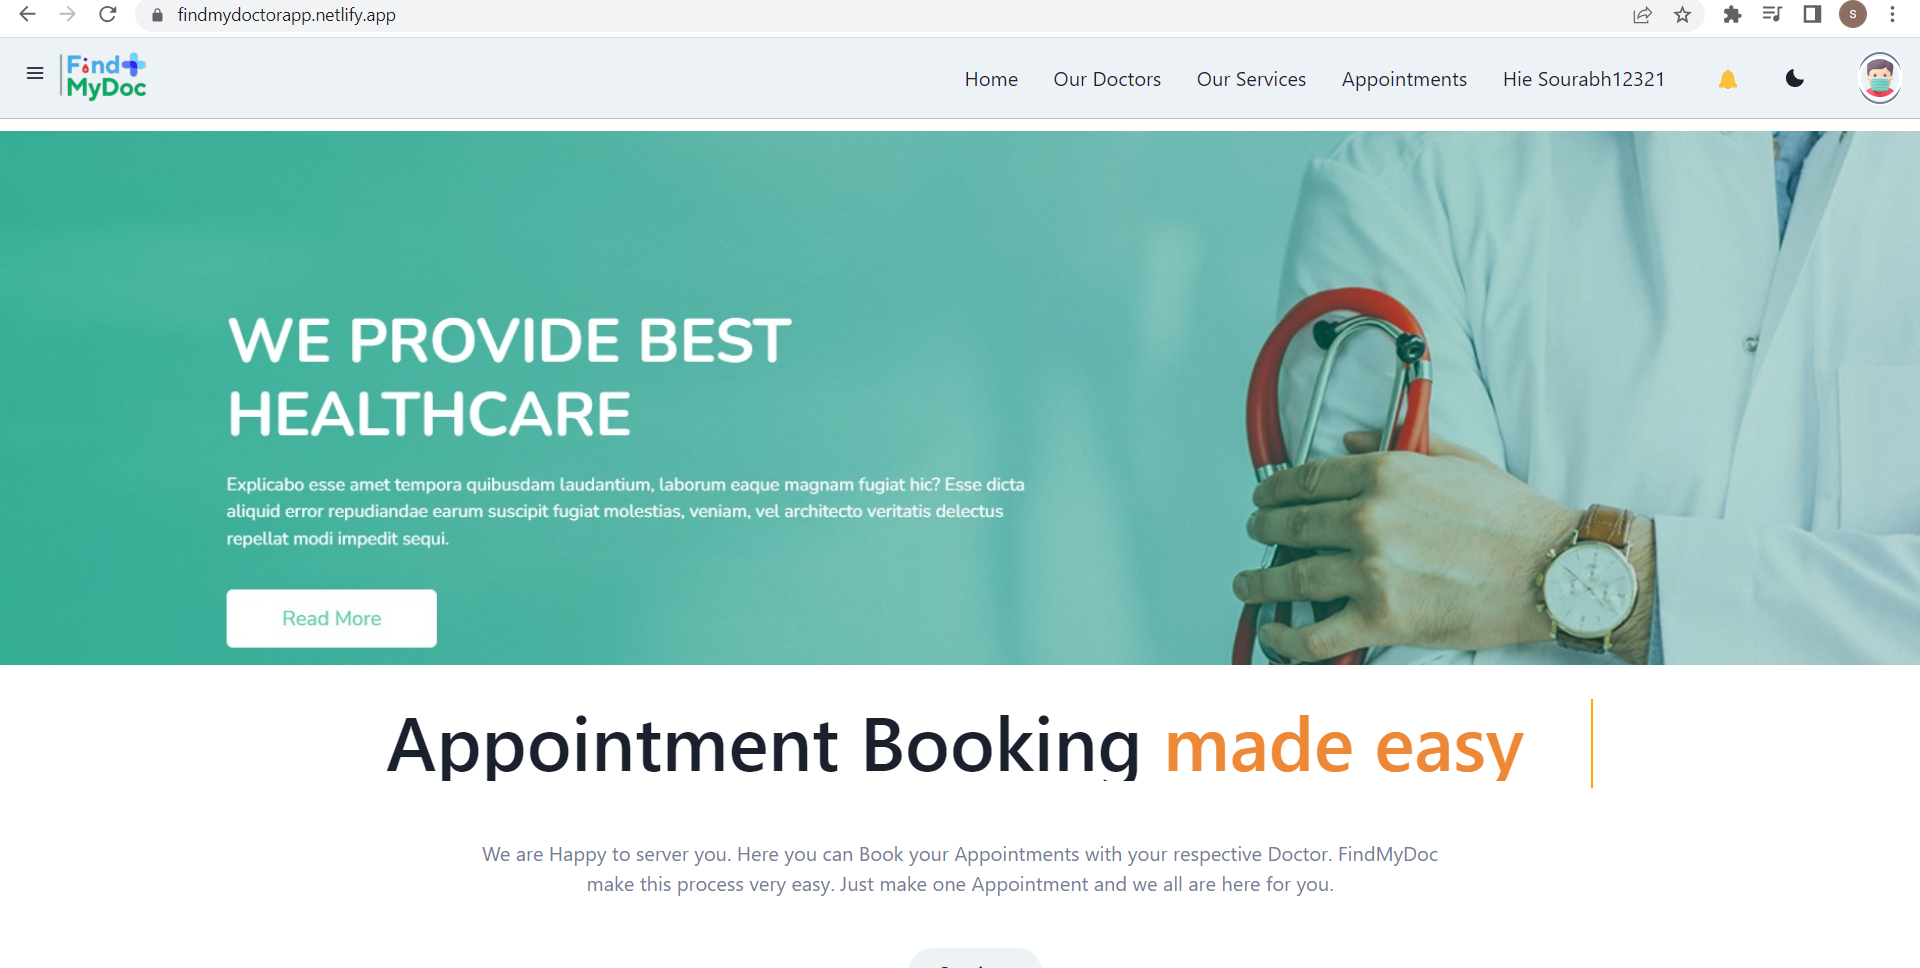 findmydoctorapp.netlify.app
S
Find
MyDoc
Home Our Doctors Our Services Appointments Hie Sourabh12321
WE PROVIDE BEST
HEALTHCARE
Explicabo esse amet tempora quibusdam laudantium, laborum eaque magnam fugiat hic? Esse dicta
aliquid error repudiandae earum suscipit fugiat molestias, veniam, vel architecto veritatis delectus
repellat modi impedit sequi.
Read More
Appointment Booking made easy
We are Happy to server you. Here you can Book your Appointments with your respective Doctor. FindMyDoc
make this process very easy. Just make one Appointment and we all are here for you.